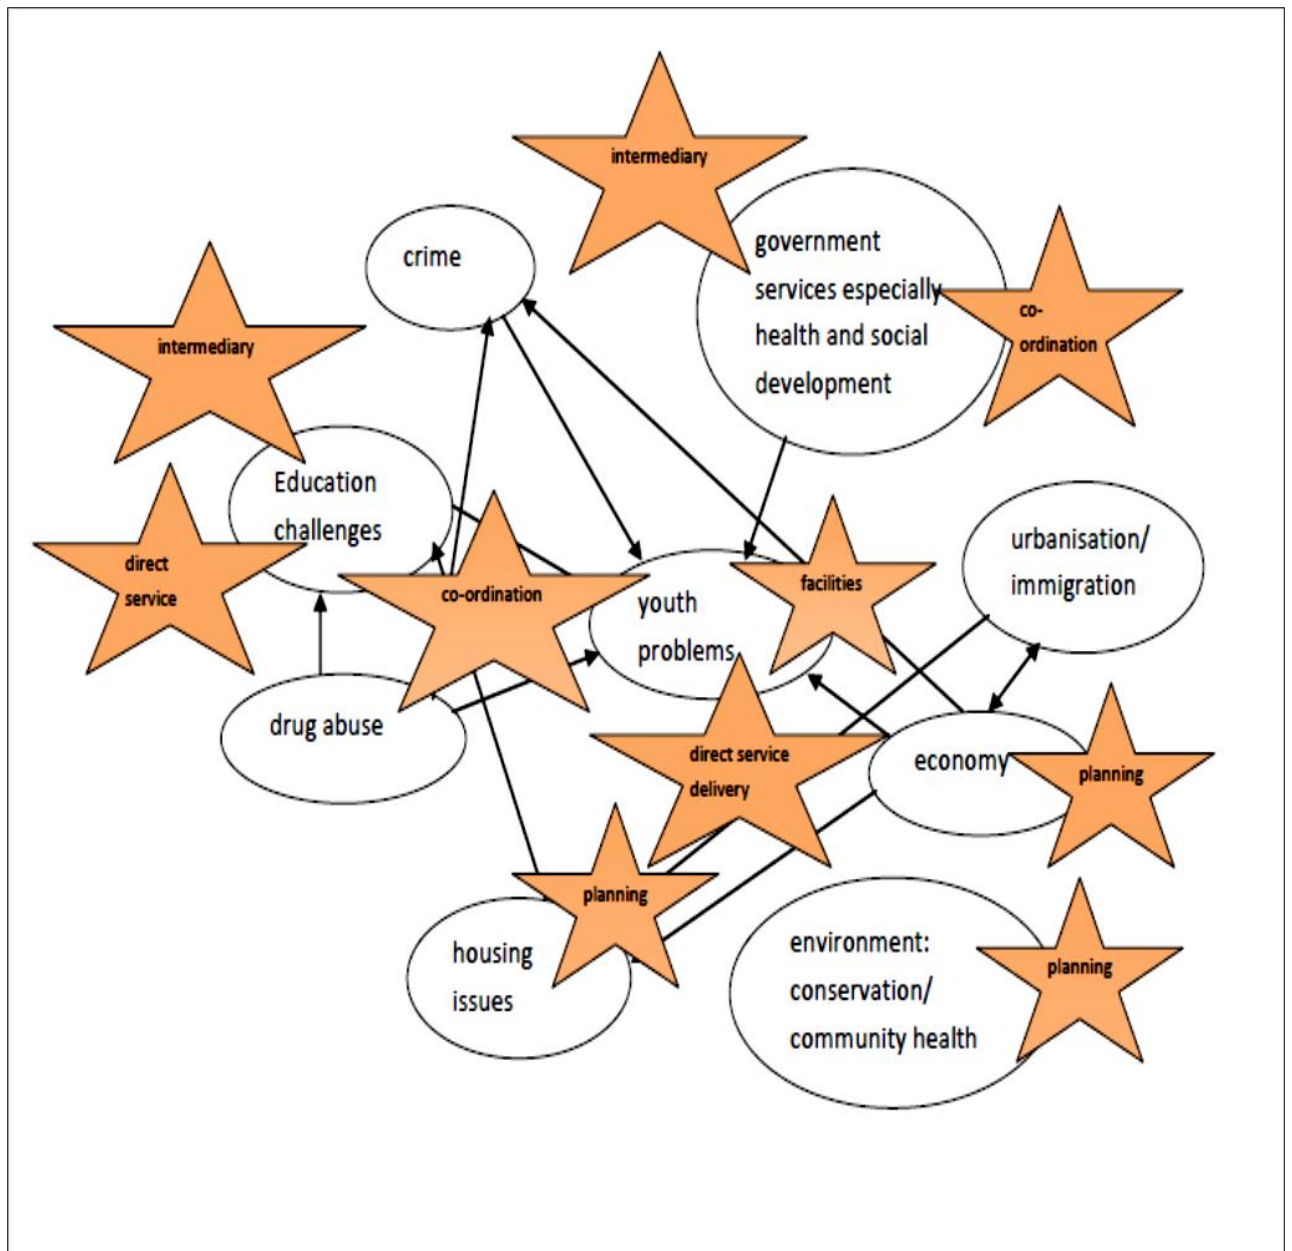 intermediary
crime
government
services especially
health and social
development
co-
ordination
intermediary
Education
challenges
direct
service
co-ordination
youth
problems
facilities
urbanisation/
immigration
drug abuse
direct service
delivery
economy
planning
planning
housing
issues
environment:
conservation/
community health
planning